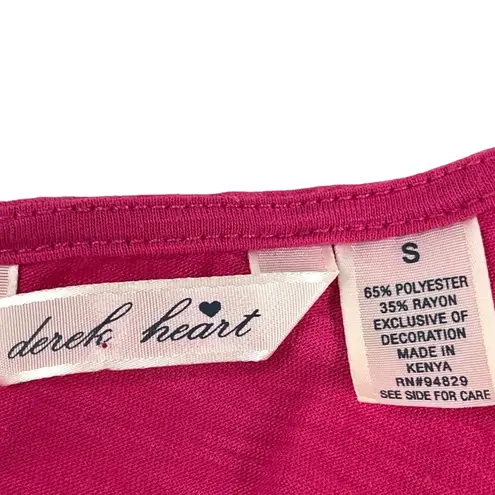 derek heart
S
65% POLYESTER
35% RAYON
EXCLUSIVE OF
DECORATION
MADE IN
KENYA
RN#94829
SEE SIDE FOR CARE